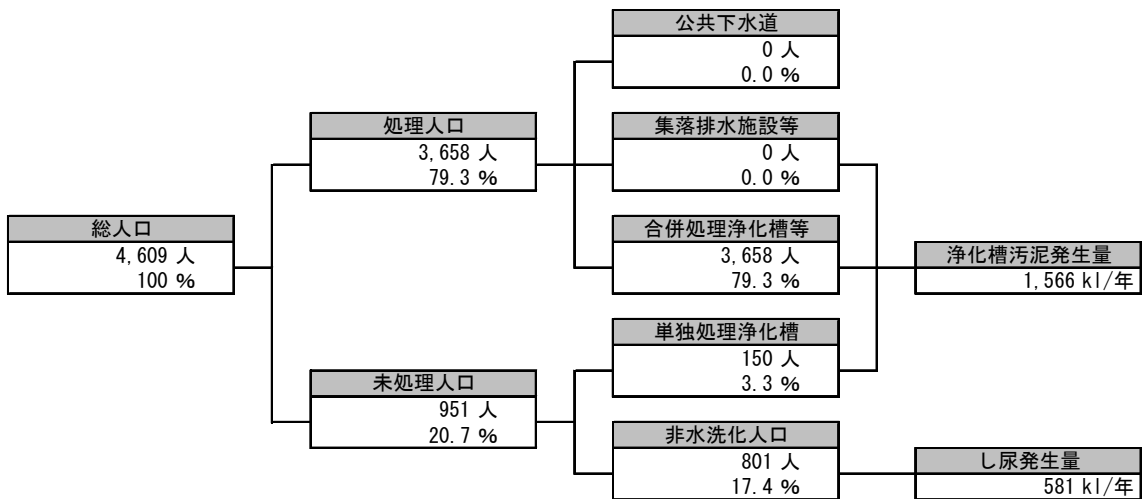 総人口
4,609 人
100 %
処理人口
3,658 人
79.3 %
未処理人口
951 人
20.7 %
公共下水道
0 人
0.0 %
集落排水施設等
0 人
0.0 %
合併処理浄化槽等
3,658 人
79.3 %
単独処理浄化槽
150 人
3.3 %
非水洗化人口
801 人
17.4 %
浄化槽汚泥発生量
1,566 kl/年
し尿発生量
581 kl/年